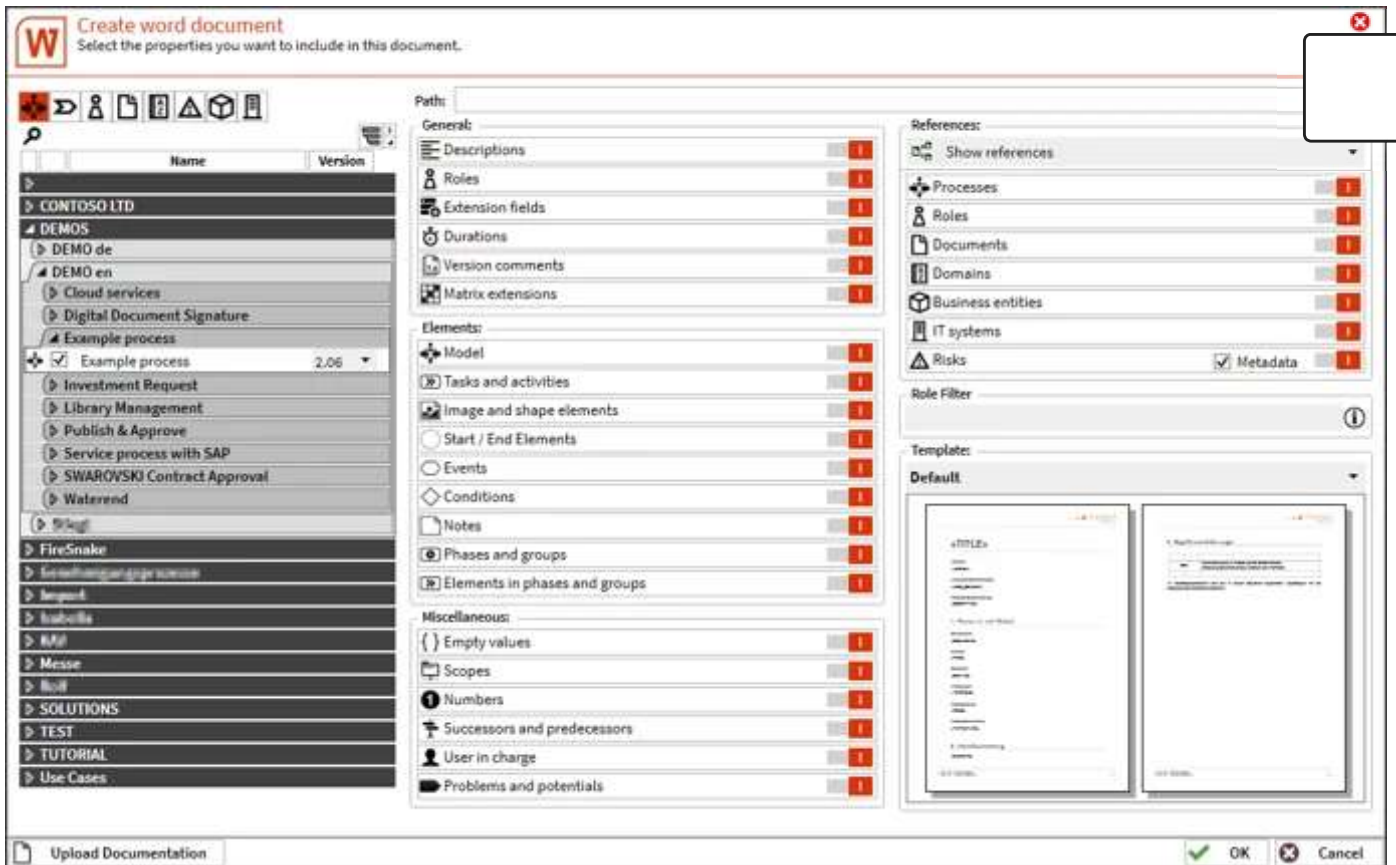 Create word document
Select the properties you want to include in this document.
Path:
Name Version
CONTOSO LTD
DEMOS
DEMO de
DEMO en
Cloud services
Digital Document Signature
Example process
Example process 2.06
Investment Request
Library Management
Publish & Approve
Service process with SAP
SWAROVSKI Contract Approval
Waterend
FireSnake
Import
Isabella
Messe
Rolf
SOLUTIONS
TEST
TUTORIAL
Use Cases
General:
Descriptions
Roles
Extension fields
Durations
Version comments
Matrix extensions
Elements:
Model
Tasks and activities
Image and shape elements
Start / End Elements
Events
Conditions
Notes
Phases and groups
Elements in phases and groups
Miscellaneous:
Empty values
Scopes
Numbers
Successors and predecessors
User in charge
Problems and potentials
References:
Show references
Processes
Roles
Documents
Domains
Business entities
IT systems
Risks Metadata
Role Filter
Template:
Default
«TITLE»
Upload Documentation
OK Cancel